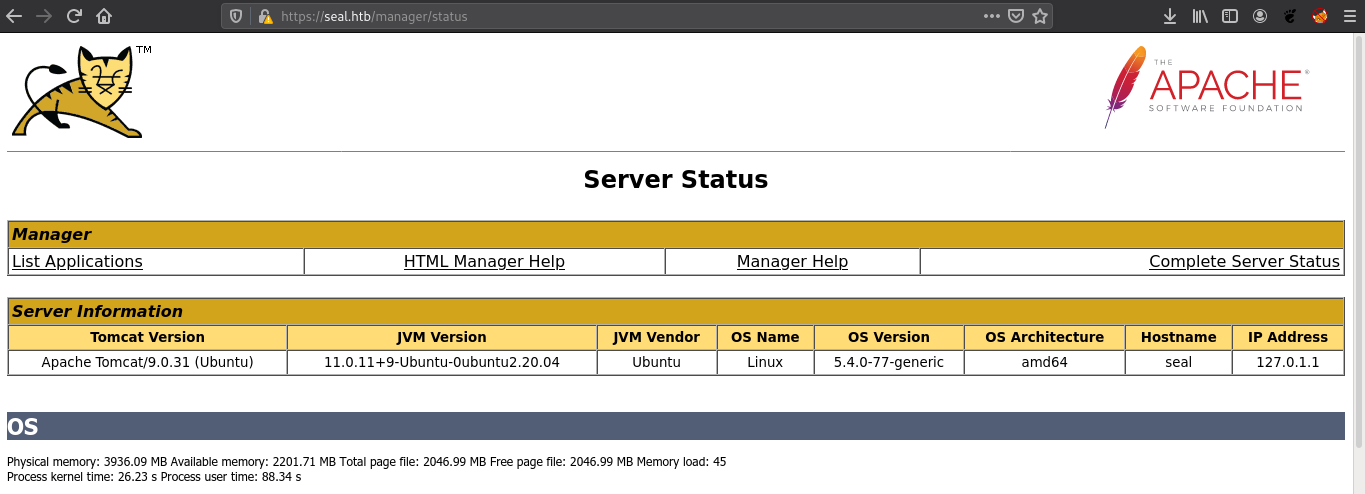 https://seal.htb/manager/status
TM
THE
APACHE®
SOFTWARE FOUNDATION
Server Status
Manager
List Applications HTML Manager Help Manager Help Complete Server Status
Server Information
Tomcat Version JVM Version JVM Vendor OS Name OS Version OS Architecture Hostname IP Address
Apache Tomcat/9.0.31 (Ubuntu) 11.0.11+9-Ubuntu-0ubuntu2.20.04 Ubuntu Linux 5.4.0-77-generic amd64 seal 127.0.1.1
OS
Physical memory: 3936.09 MB Available memory: 2201.71 MB Total page file: 2046.99 MB Free page file: 2046.99 MB Memory load: 45
Process kernel time: 26.23 s Process user time: 88.34 s